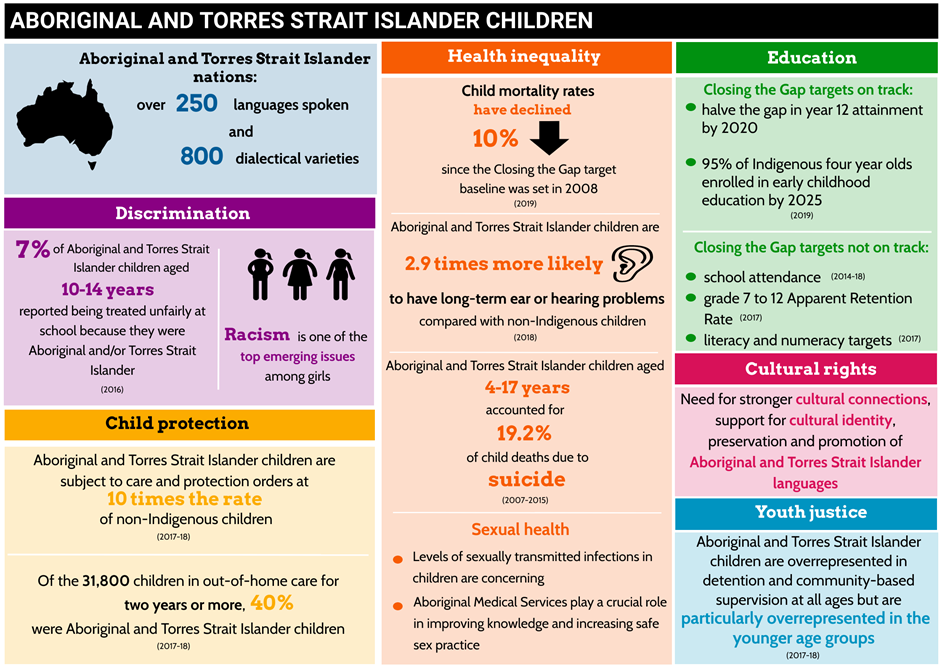 ABORIGINAL AND TORRES STRAIT ISLANDER CHILDREN
Aboriginal and Torres Strait Islander
nations:
over 250 languages spoken
and
800 dialectical varieties
Discrimination
7% of Aboriginal and Torres Strait
Islander children aged
10-14 years
reported being treated unfairly at
school because they were
Aboriginal and/or Torres Strait
Islander
(2016)
Racism is one of the
top emerging issues
among girls
Child protection
Aboriginal and Torres Strait Islander children are
subject to care and protection orders at
10 times the rate
of non-Indigenous children
(2017-18)
Of the 31,800 children in out-of-home care for
two years or more, 40%
were Aboriginal and Torres Strait Islander children
(2017-18)
Health inequality
Child mortality rates
have declined
10%
since the Closing the Gap target
baseline was set in 2008
(2019)
Aboriginal and Torres Strait Islander children are
2.9 times more likely
to have long-term ear or hearing problems
compared with non-Indigenous children
(2018)
Aboriginal and Torres Strait Islander children aged
4-17 years
accounted for
19.2%
of child deaths due to
suicide
(2007-2015)
Sexual health
Levels of sexually transmitted infections in
children are concerning
Aboriginal Medical Services play a crucial role
in improving knowledge and increasing safe
sex practice
Education
Closing the Gap targets on track:
halve the gap in year 12 attainment
by 2020
95% of Indigenous four year olds
enrolled in early childhood
education by 2025
(2019)
Closing the Gap targets not on track:
school attendance (2014-18)
grade 7 to 12 Apparent Retention
Rate (2017)
literacy and numeracy targets (2017)
Cultural rights
Need for stronger cultural connections,
support for cultural identity,
preservation and promotion of
Aboriginal and Torres Strait Islander
languages
Youth justice
Aboriginal and Torres Strait Islander
children are overrepresented in
detention and community-based
supervision at all ages but are
particularly overrepresented in the
younger age groups
(2017-18)